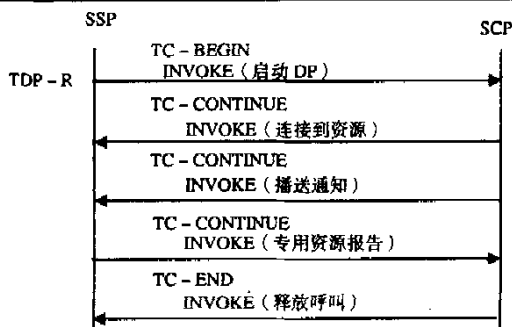 SSP
SCP
TC – BEGIN
TDP – R
INVOKE（启动 DP）
TC – CONTINUE
INVOKE（连接到资源）
TC – CONTINUE
INVOKE（播送通知）
TC – CONTINUE
INVOKE（专用资源报告）
TC – END
INVOKE（释放呼叫）